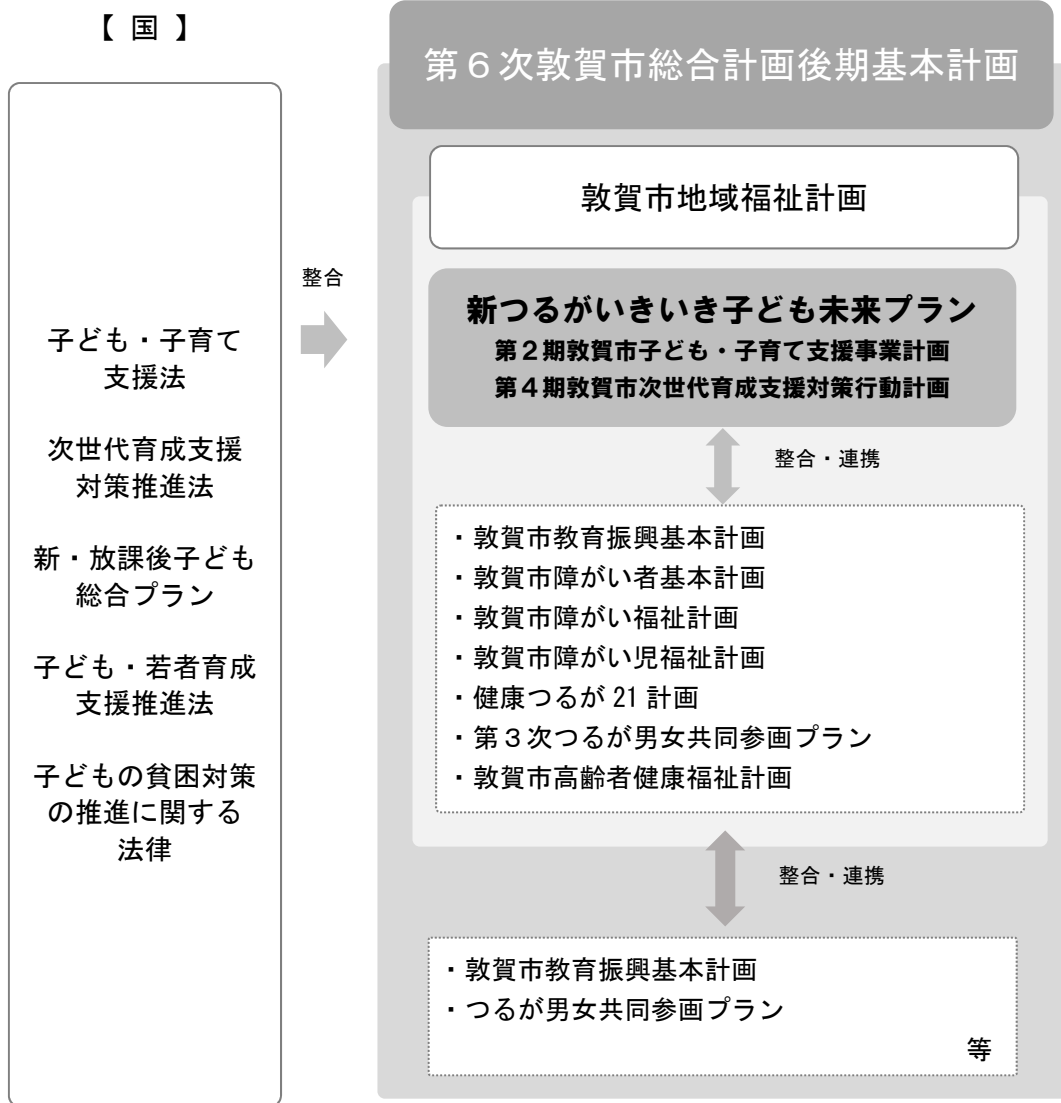 【 国 】
子ども・子育て
支援法
次世代育成支援
対策推進法
新・放課後子ども
総合プラン
子ども・若者育成
支援推進法
子どもの貧困対策
の推進に関する
法律
整合
第６次敦賀市総合計画後期基本計画
敦賀市地域福祉計画
新つるがいきいき子ども未来プラン
第２期敦賀市子ども・子育て支援事業計画
第４期敦賀市次世代育成支援対策行動計画
整合・連携
・敦賀市教育振興基本計画
・敦賀市障がい者基本計画
・敦賀市障がい福祉計画
・敦賀市障がい児福祉計画
・健康つるが 21 計画
・第３次つるが男女共同参画プラン
・敦賀市高齢者健康福祉計画
整合・連携
・敦賀市教育振興基本計画
・つるが男女共同参画プラン
等